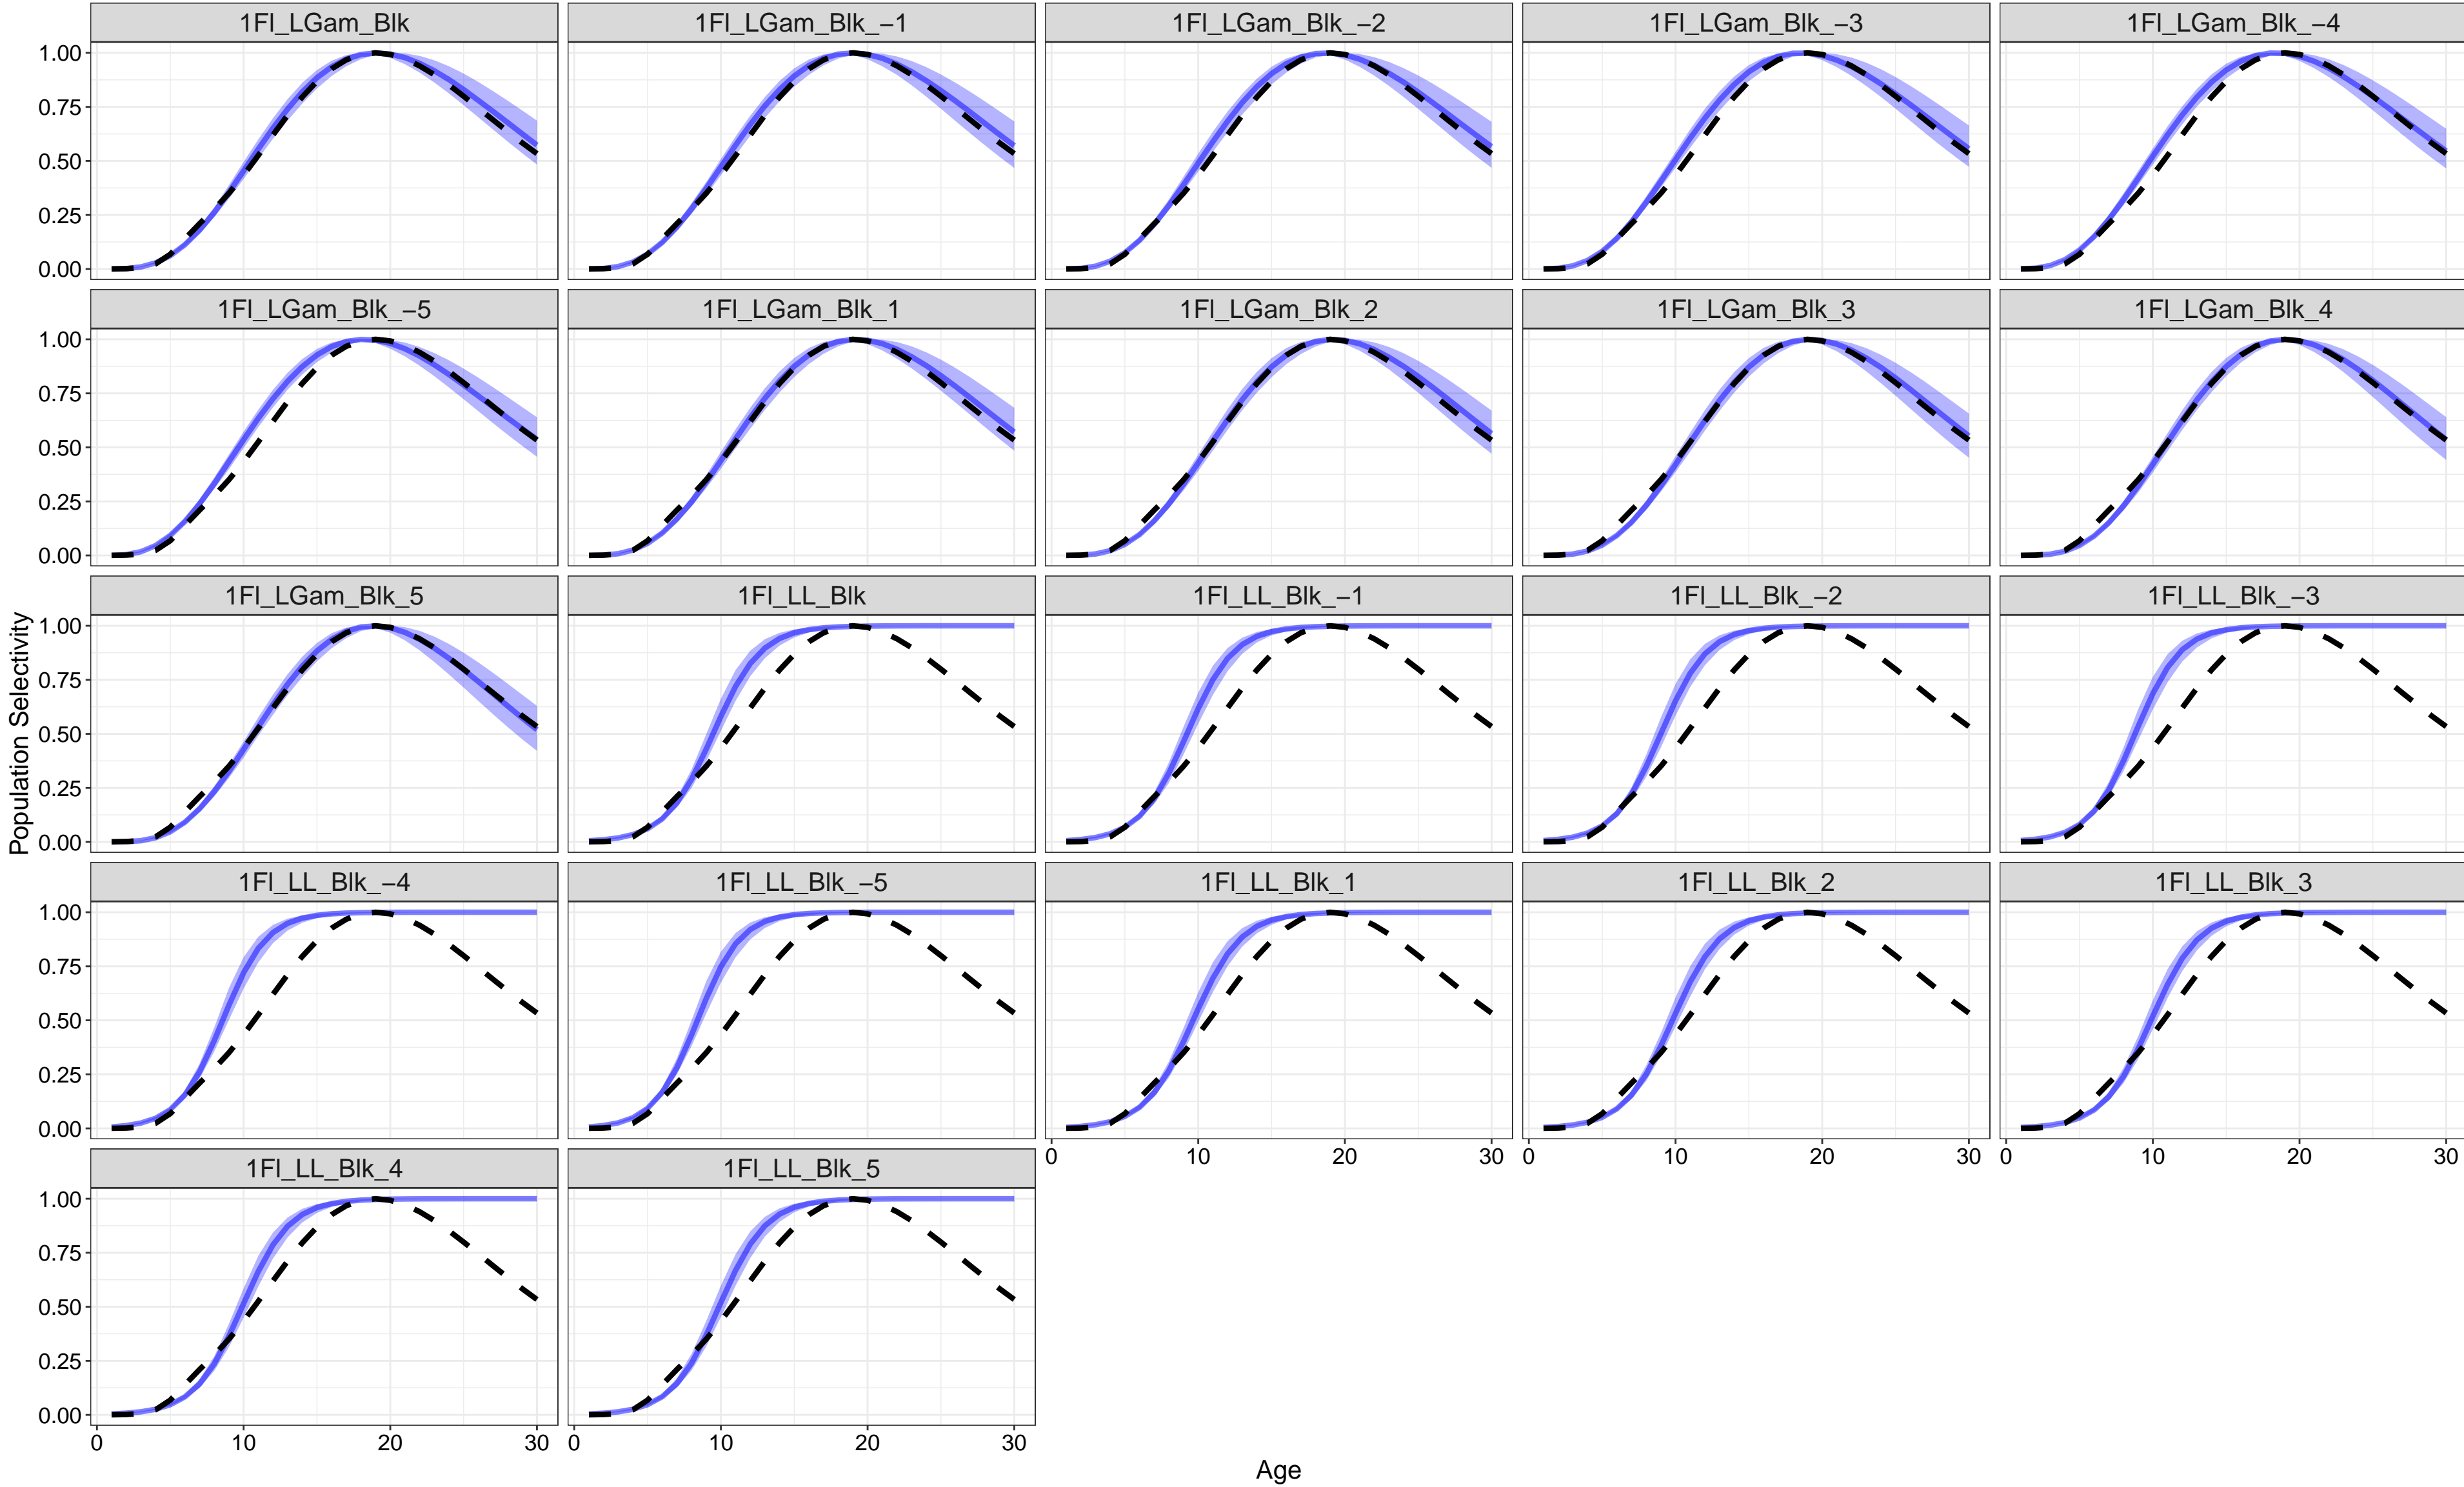 1Fl_LGam_Blk
1Fl_LGam_Blk_−1
1Fl_LGam_Blk_−2
1Fl_LGam_Blk_−3
1Fl_LGam_Blk_−4
1.00
0.75
0.50
0.25
0.00
1Fl_LGam_Blk_−5
1Fl_LGam_Blk_1
1Fl_LGam_Blk_2
1Fl_LGam_Blk_3
1Fl_LGam_Blk_4
1.00
0.75
0.50
0.25
0.00
1Fl_LGam_Blk_5
1Fl_LL_Blk
1Fl_LL_Blk_−1
1Fl_LL_Blk_−2
1Fl_LL_Blk_−3
Population Selectivity
1.00
0.75
0.50
0.25
0.00
1Fl_LL_Blk_−4
1Fl_LL_Blk_−5
1Fl_LL_Blk_1
1Fl_LL_Blk_2
1Fl_LL_Blk_3
1.00
0.75
0.50
0.25
0.00
0 10 20 30
0 10 20 30
0 10 20 30
1Fl_LL_Blk_4
1Fl_LL_Blk_5
1.00
0.75
0.50
0.25
0.00
0 10 20 30
0 10 20 30
Age